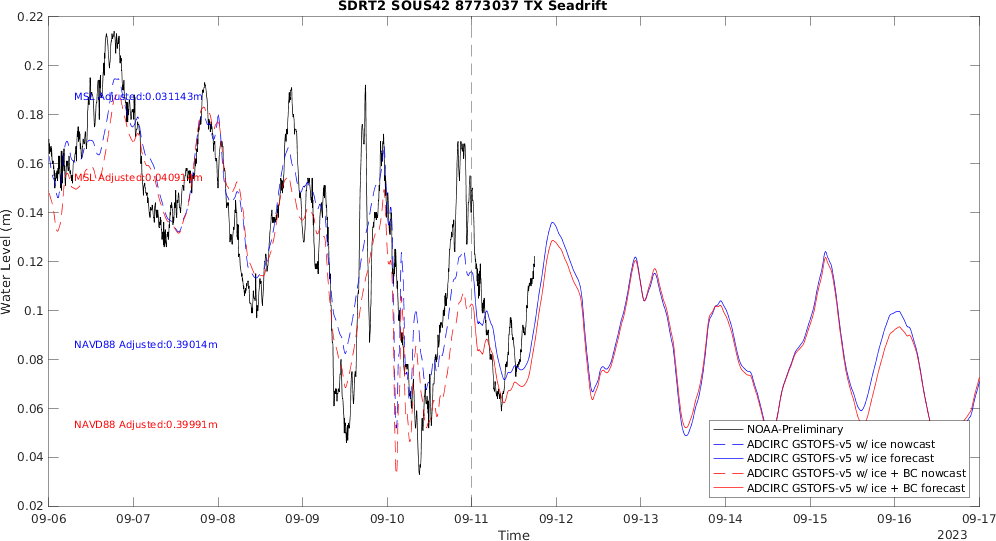 SDRT2 SOUS42 8773037 TX Seadrift
0.22
0.2
0.18
0.16
0.14
0.12
0.1
0.08
0.06
0.04
0.02
Water Level (m)
MSL Adjusted:0.031143m
NAVD88 Adjusted:0.39014m
NAVD88 Adjusted:0.39991m
NOAA-Preliminary
ADCIRC GSTOFS-v5 w/ ice nowcast
ADCIRC GSTOFS-v5 w/ ice forecast
ADCIRC GSTOFS-v5 w/ ice + BC nowcast
ADCIRC GSTOFS-v5 w/ ice + BC forecast
09-06 09-07 09-08 09-09 09-10 09-11 09-12 09-13 09-14 09-15 09-16 09-17
Time
2023